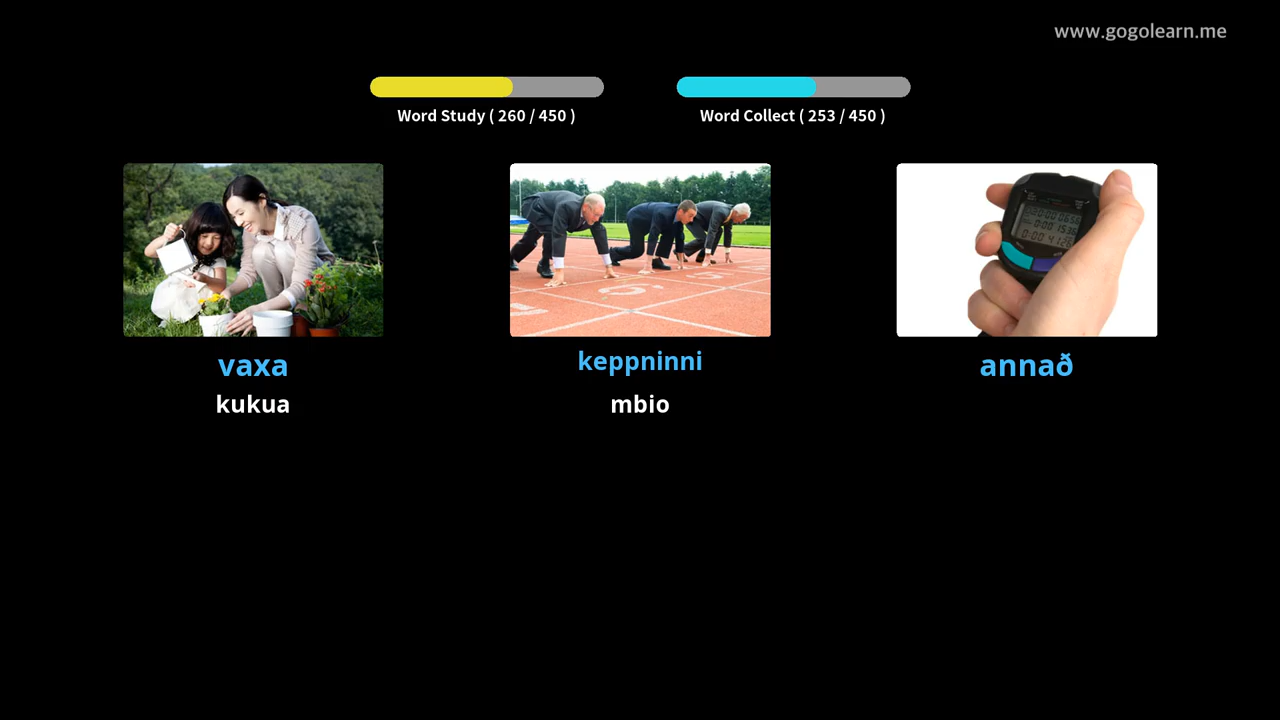 www.gogolearn.me
Word Study ( 260 / 450 )
Word Collect ( 253 / 450 )
vaxa
kukua
keppninni
mbio
annað